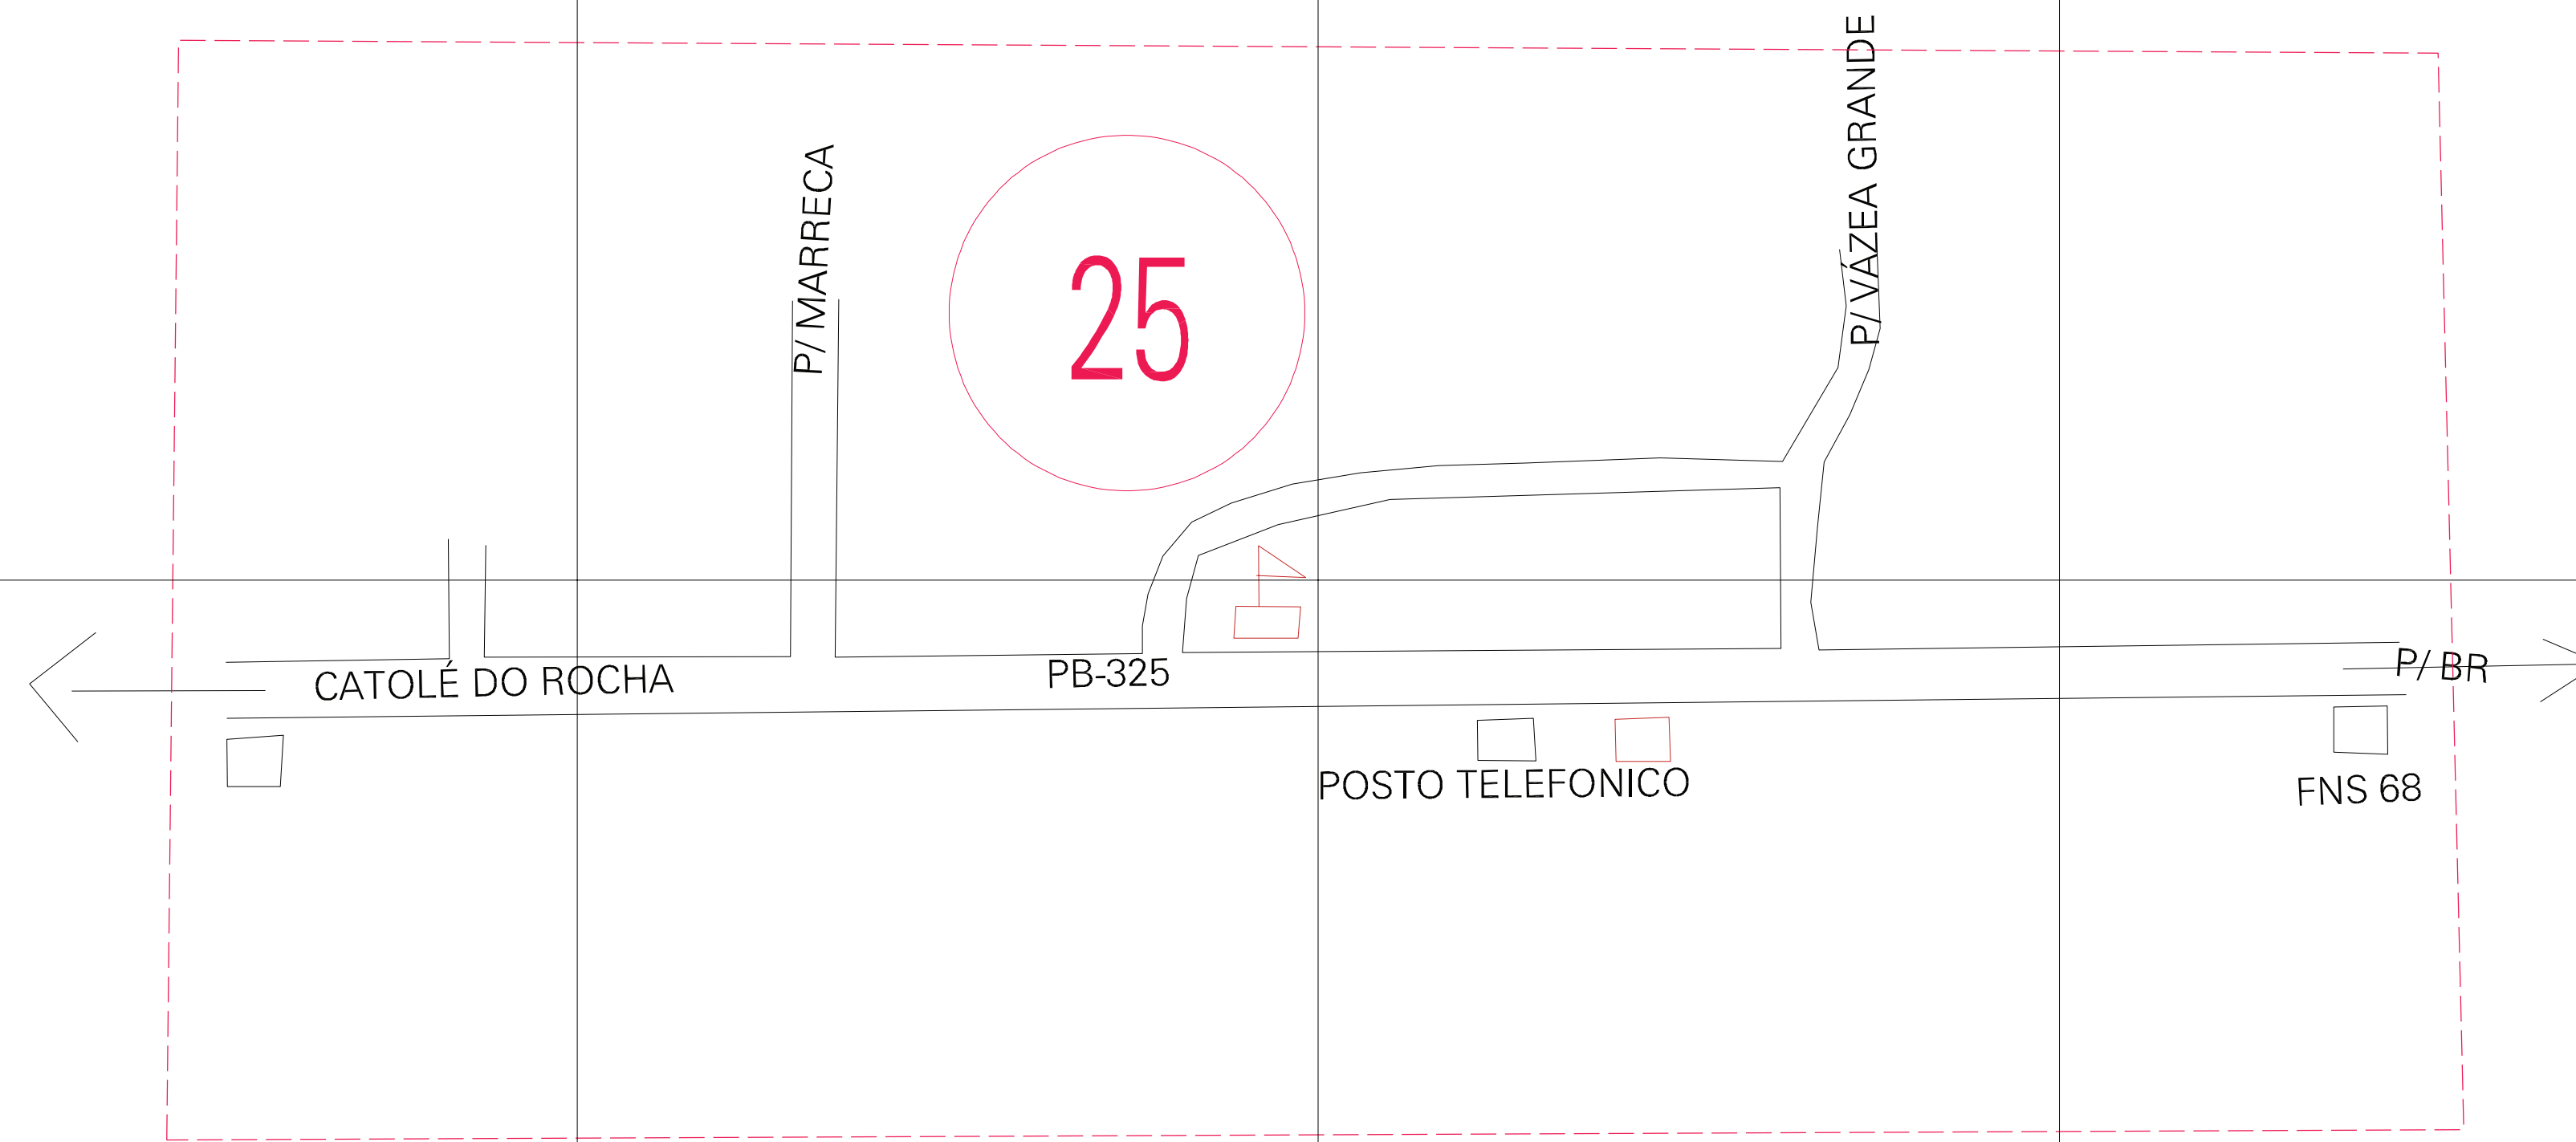 P/ VÁZEA GRANDE
P/ MARRECA
25
CATOLÉ DO ROCHA
PB-325
P/ BR
POSTO TELEFONICO
FNS 68